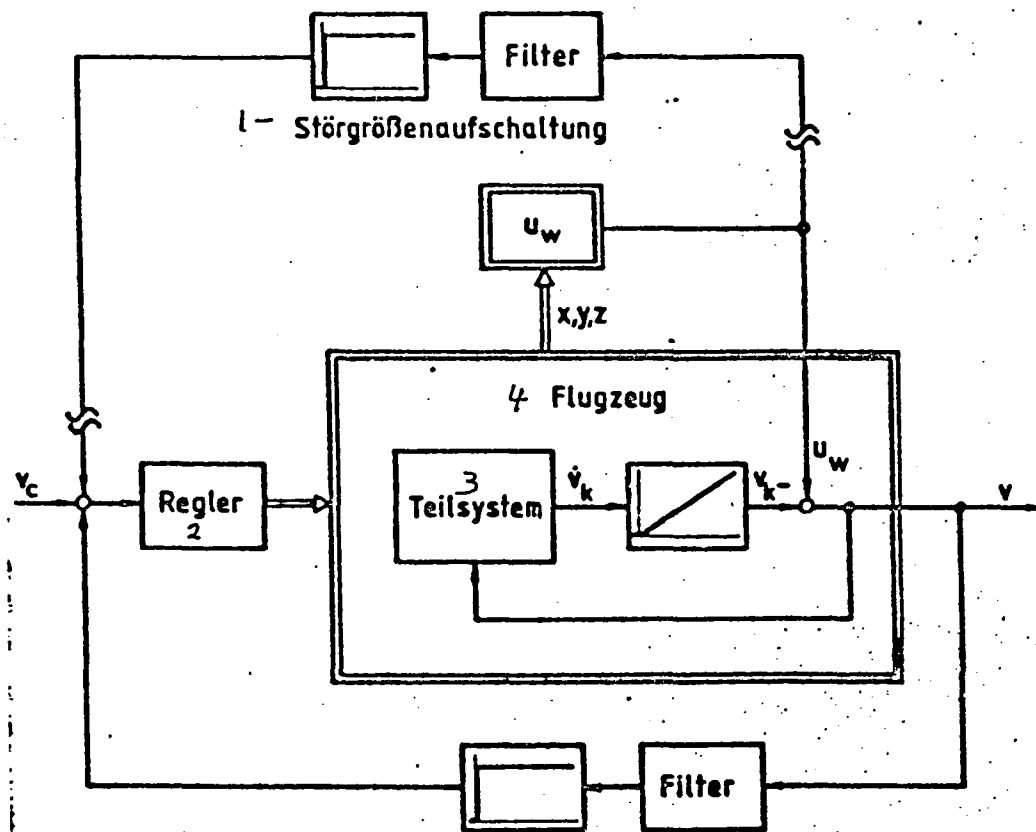 Filter
1- Störgrößenaufschaltung
u_w
x,y,z
4 Flugzeug
u_w
v_c
Regler
2
3
Teilsystem
v̇_k
v_k-
v
Filter